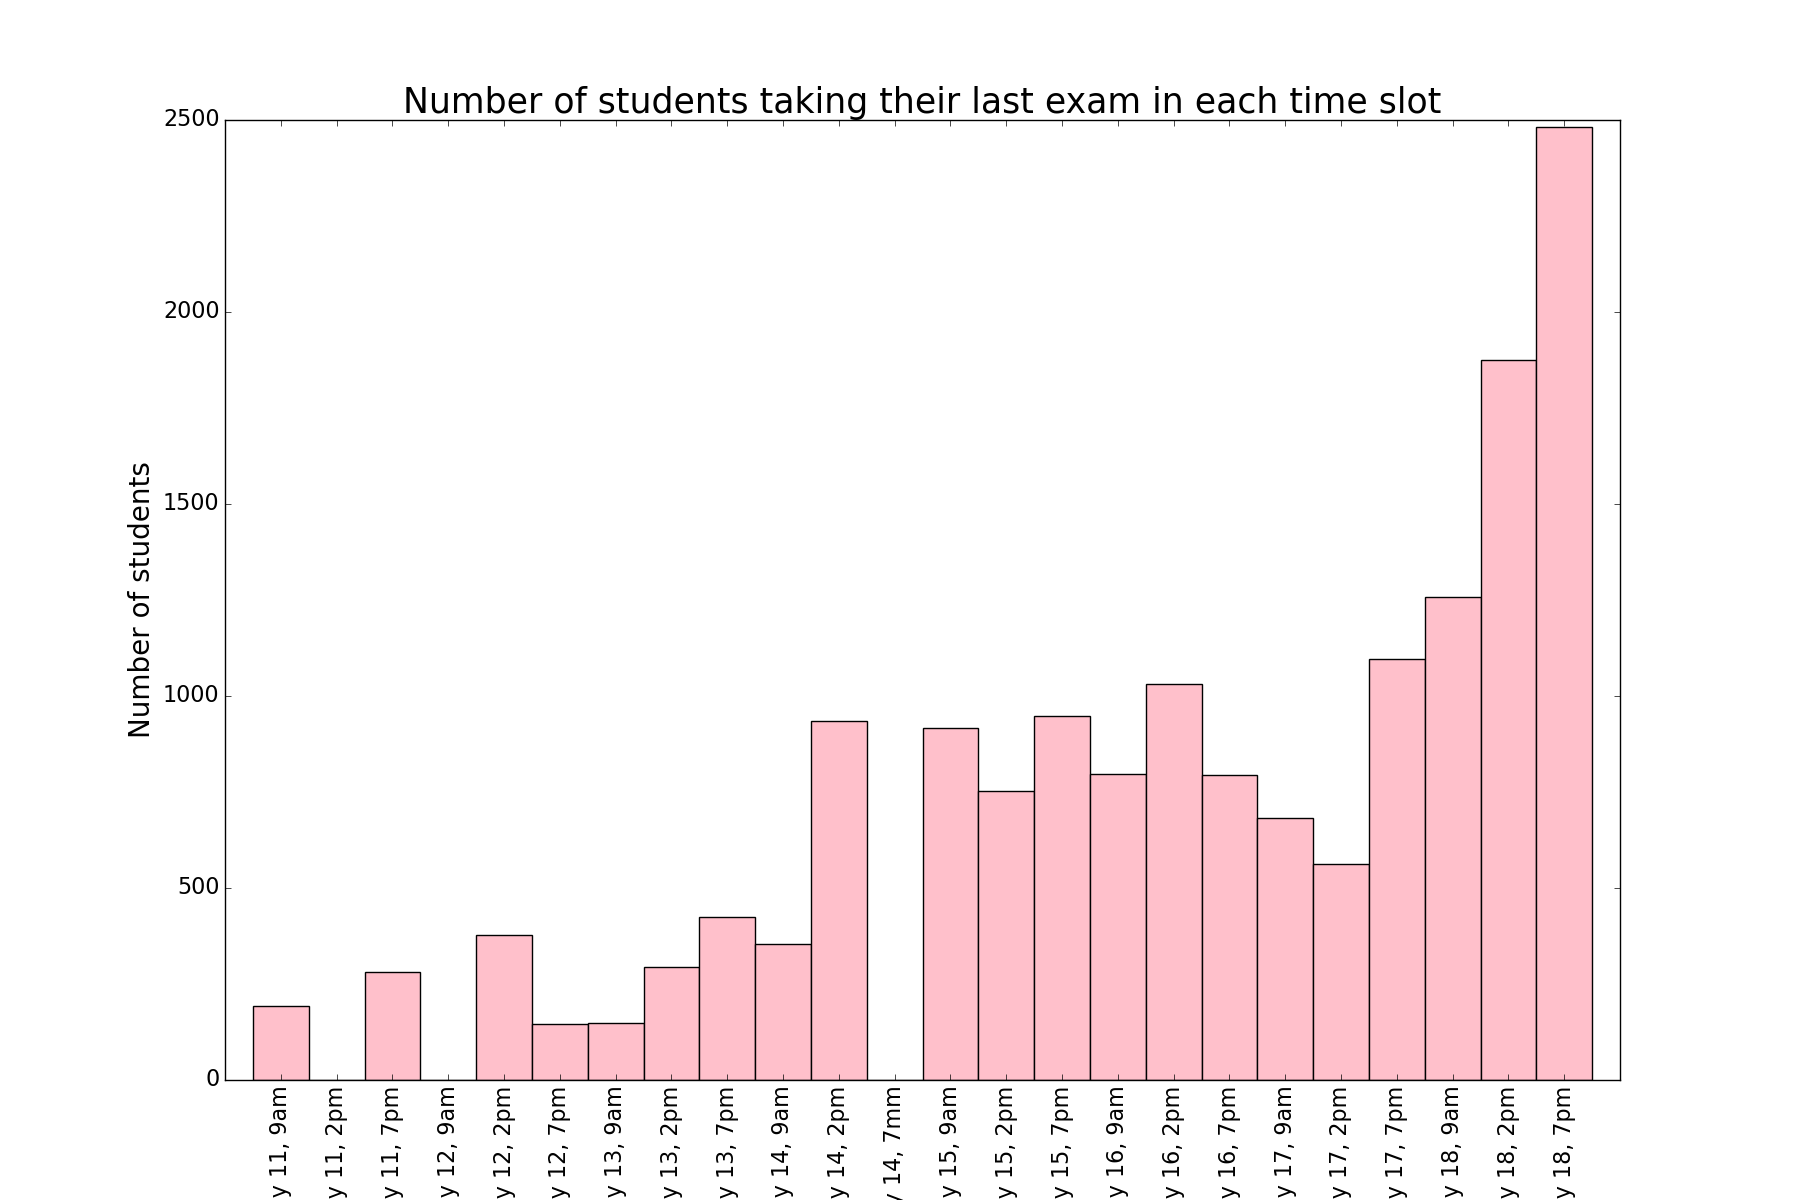 Number of students taking their last exam in each time slot
Number of students
2500
2000
1500
1000
500
0
y 11, 9am
y 11, 2pm
y 11, 7pm
y 12, 9am
y 12, 2pm
y 12, 7pm
y 13, 9am
y 13, 2pm
y 13, 7pm
y 14, 9am
y 14, 2pm
y 14, 7mm
y 15, 9am
y 15, 2pm
y 15, 7pm
y 16, 9am
y 16, 2pm
y 16, 7pm
y 17, 9am
y 17, 2pm
y 17, 7pm
y 18, 9am
y 18, 2pm
y 18, 7pm